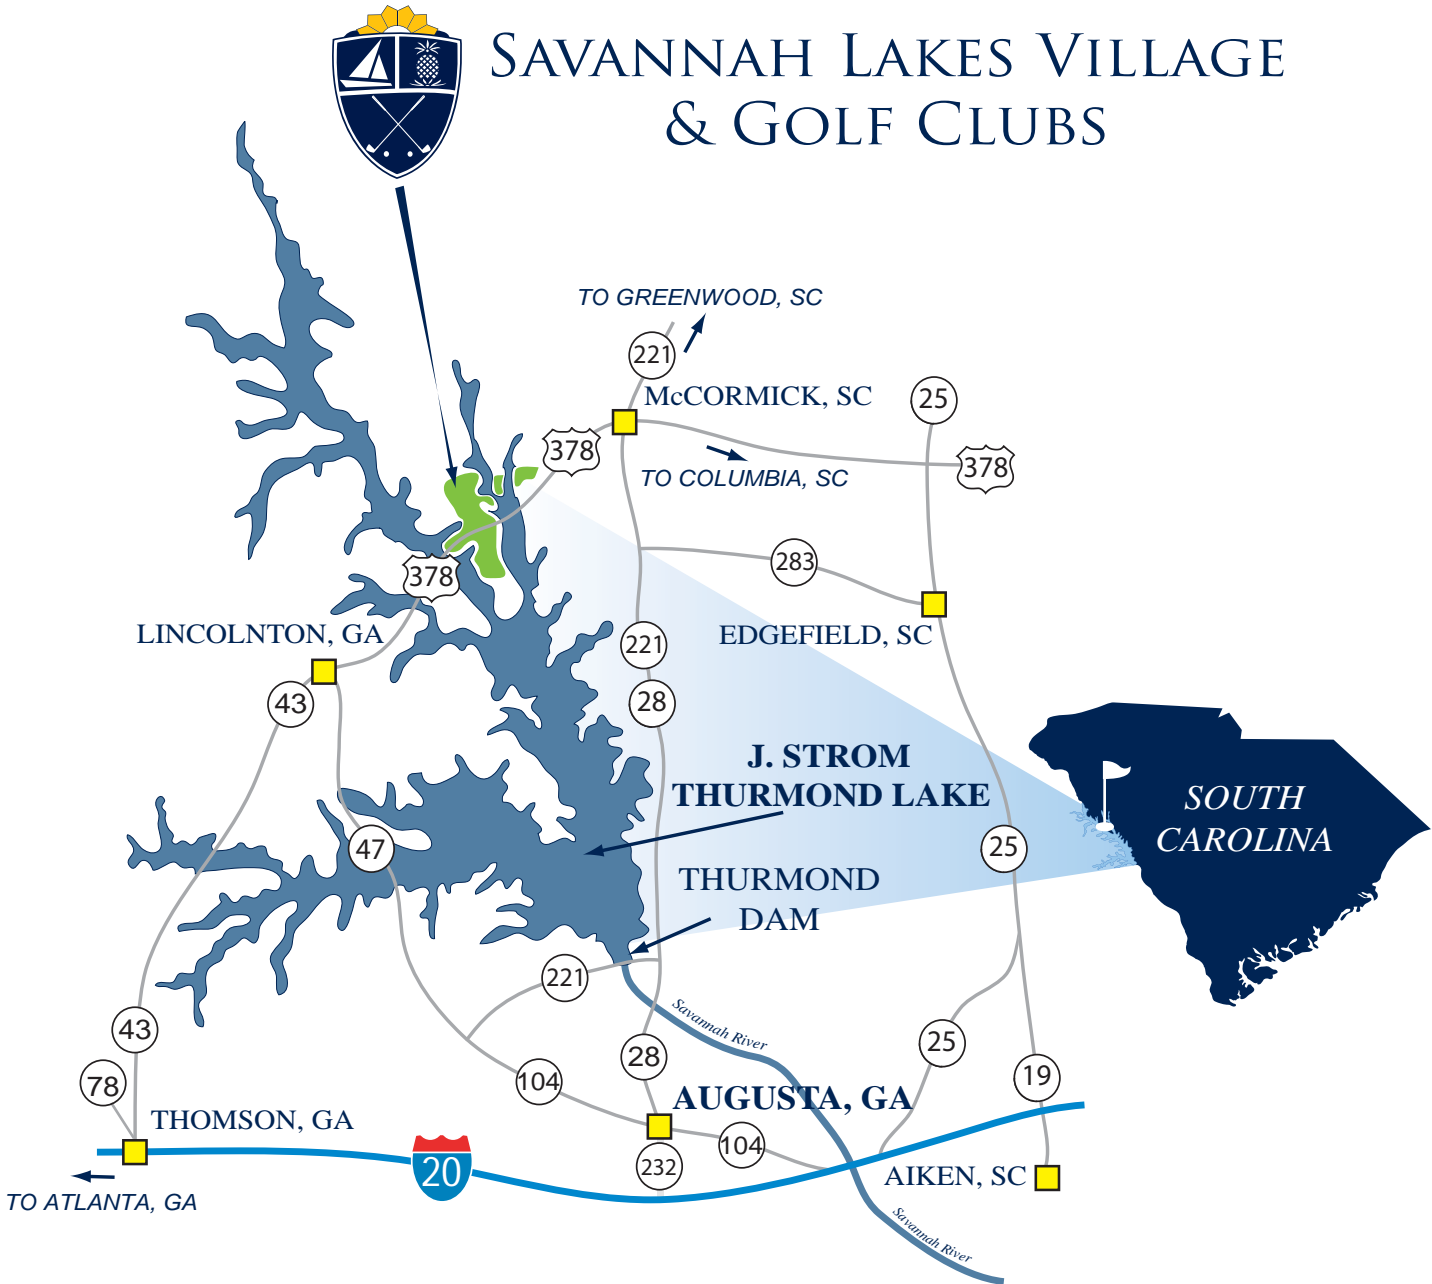 SAVANNAH LAKES VILLAGE
& GOLF CLUBS
TO GREENWOOD, SC
221
McCORMICK, SC
25
378
378
TO COLUMBIA, SC
283
378
LINCOLNTON, GA
EDGEFIELD, SC
221
43
28
J. STROM
THURMOND LAKE
SOUTH
CAROLINA
47
25
THURMOND
DAM
221
Savannah River
43
28
25
78
104
19
AUGUSTA, GA
THOMSON, GA
104
232
20
AIKEN, SC
TO ATLANTA, GA
Savannah River